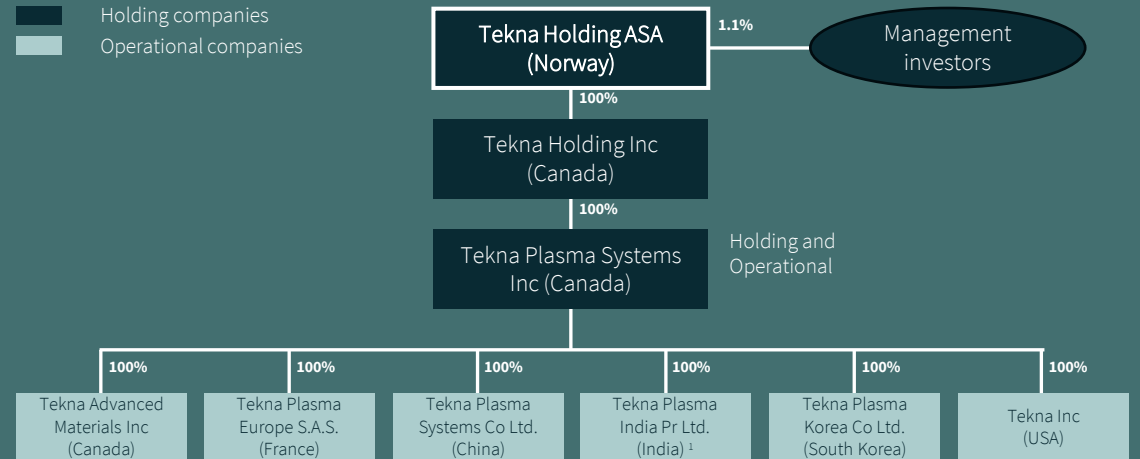 Holding companies
Operational companies
Tekna Holding ASA
(Norway)
1.1%
Management
investors
100%
Tekna Holding Inc
(Canada)
100%
Tekna Plasma Systems
Inc (Canada)
Holding and
Operational
100%
100%
100%
100%
100%
100%
Tekna Advanced
Materials Inc
(Canada)
Tekna Plasma
Europe S.A.S.
(France)
Tekna Plasma
Systems Co Ltd.
(China)
Tekna Plasma
India Pr Ltd.
(India) ¹
Tekna Plasma
Korea Co Ltd.
(South Korea)
Tekna Inc
(USA)